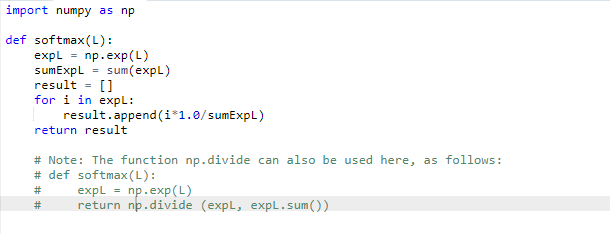 import numpy as np
def softmax(L):
    expL = np.exp(L)
    sumExpL = sum(expL)
    result = []
    for i in expL:
        result.append(i*1.0/sumExpL)
    return result
    # Note: The function np.divide can also be used here, as follows:
    # def softmax(L):
    #     expL = np.exp(L)
    #     return np.divide (expL, expL.sum())